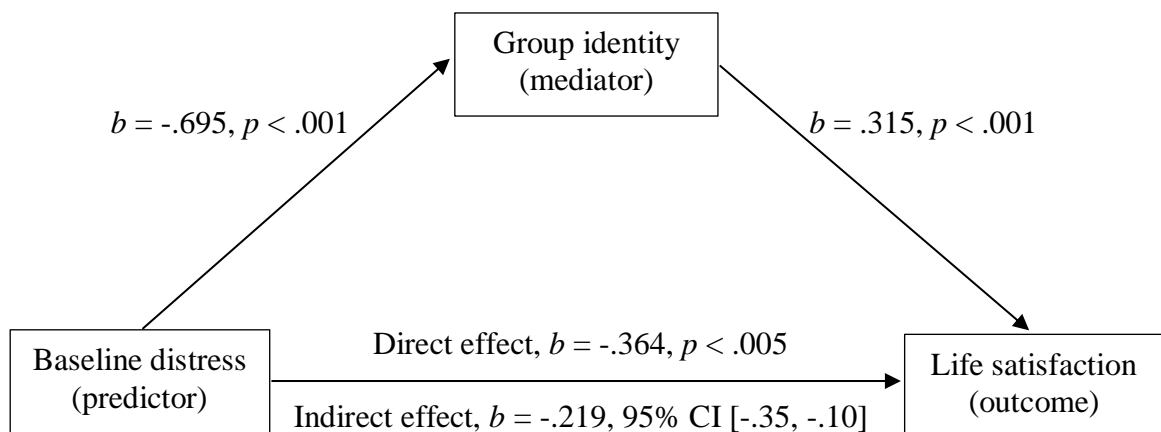 Group identity
(mediator)
b = -.695, p < .001
b = .315, p < .001
Direct effect, b = -.364, p < .005
Baseline distress
(predictor)
Life satisfaction
(outcome)
Indirect effect, b = -.219, 95% CI [-.35, -.10]